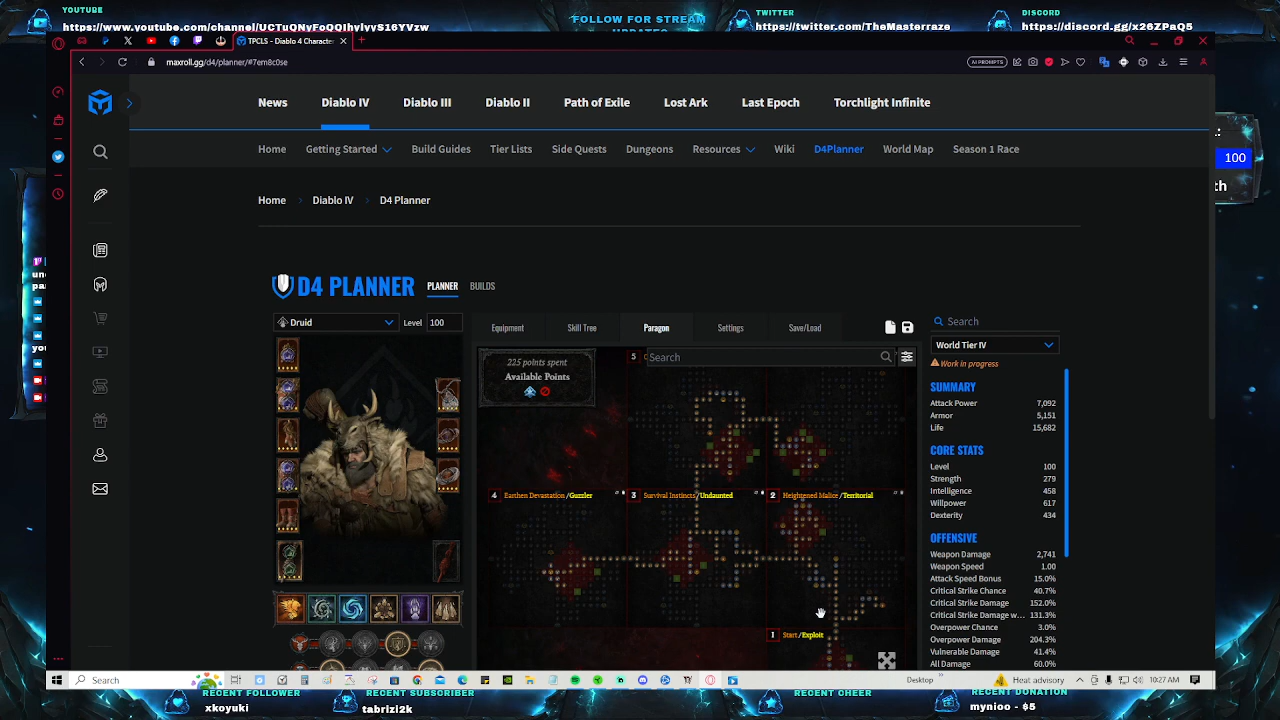 YOUTUBE
https://www.youtube.com/channel/UCTuQNyFoQQIhyIvyS16YVzw
FOLLOW FOR STREAM
UPDATES
TWITTER
https://twitter.com/TheMasterraze
DISCORD
https://discord.gg/x26ZPaQ5
TPCLS - Diablo 4 Character
maxroll.gg/d4/planner/#7em8c0se
AI PROMPTS
News
Diablo IV
Diablo III
Diablo II
Path of Exile
Lost Ark
Last Epoch
Torchlight Infinite
100
Home
Getting Started
Build Guides
Tier Lists
Side Quests
Dungeons
Resources
Wiki
D4Planner
World Map
Season 1 Reace
Home
Diablo IV
D4 Planner
D4 PLANNER
PLANNER
BUILDS
Druid
Level
100
Equipment
Skill Tree
Paragon
Settings
Save/Load
Search
225 points spent
Available Points
5
Search
World Tier IV
Work in progress
SUMMARY
Attack Power 7,092
Armor 5,151
Life 15,682
CORE STATS
Level 100
Strength 279
Intelligence 458
Willpower 617
Dexterity 434
4 Earthen Devastation/Guzzler
3 Survival Instincts/Undaunted
2 Heightened Malice/Territorial
OFFENSIVE
Weapon Damage 2,741
Weapon Speed 1.00
Attack Speed Bonus 15.0%
Critical Strike Chance 40.7%
Critical Strike Damage 152.0%
Critical Strike Damage w... 131.3%
Overpower Chance 3.0%
Overpower Damage 204.3%
Vulnerable Damage 41.4%
All Damage 60.0%
1 Start/Exploit
Search
Desktop
Heat advisory
10:27 AM
RECENT FOLLOWER
xkoyuki
RECENT SUBSCRIBER
tabrizi2k
RECENT CHEER
RECENT DONATION
mynioo - $5